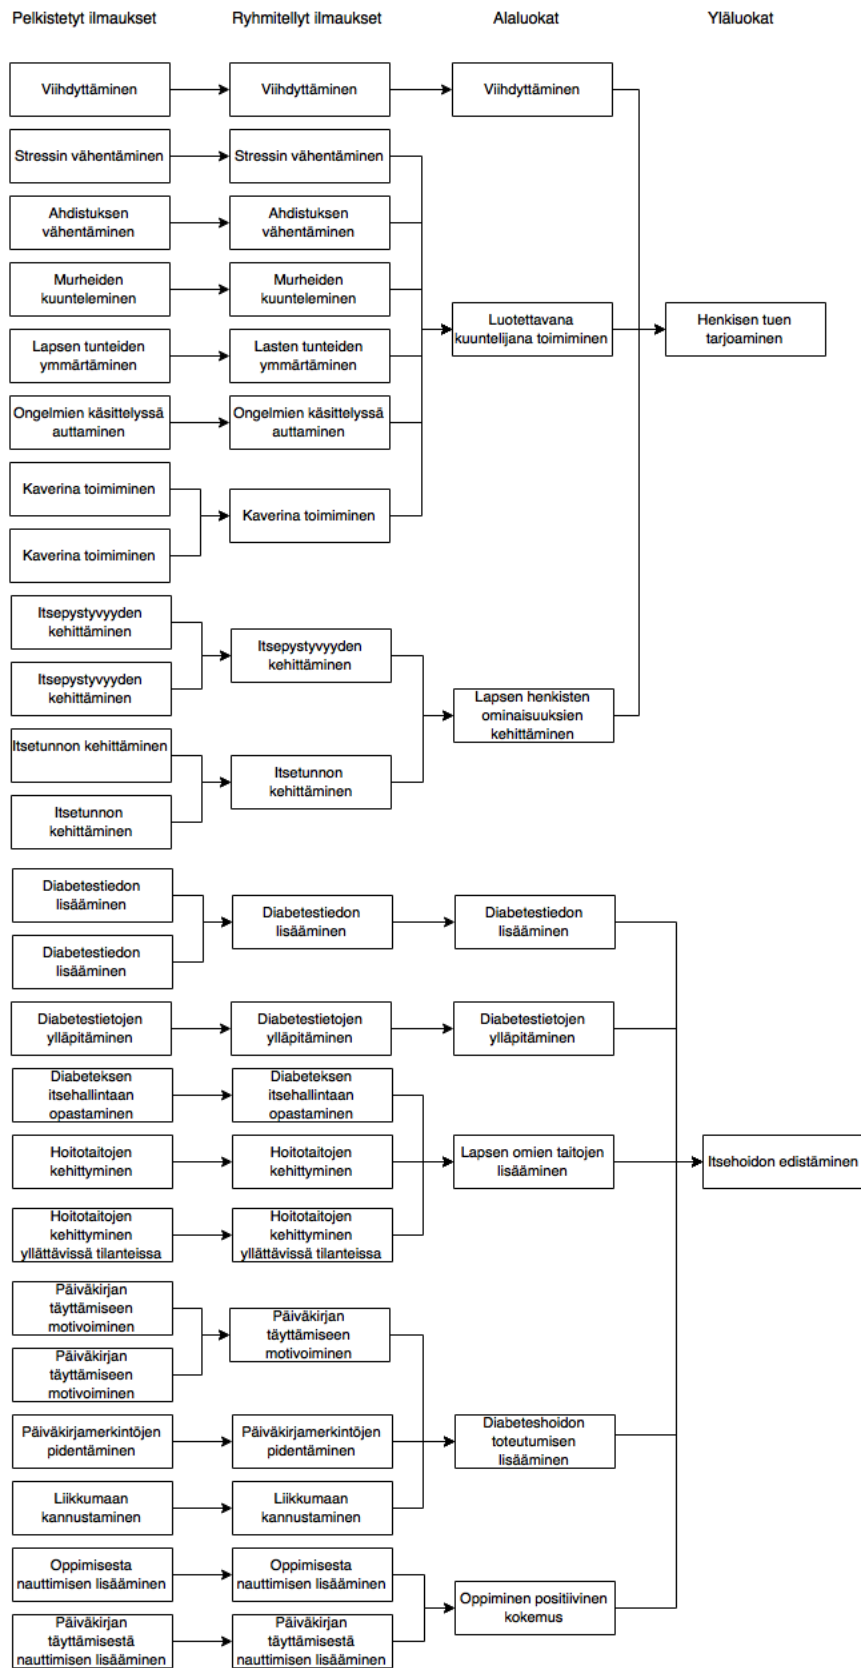 Pelkistetyt ilmaukset
Ryhmitellyt ilmaukset
Alaluokat
Yläluokat
Viihdyttäminen
Viihdyttäminen
Viihdyttäminen
Stressin vähentäminen
Stressin vähentäminen
Ahdistuksen
vähentäminen
Ahdistuksen
vähentäminen
Murheiden
kuunteleminen
Murheiden
kuunteleminen
Luotettavana
kuuntelijana toimiminen
Henkisen tuen
tarjoaminen
Lapsen tunteiden
ymmärtäminen
Lasten tunteiden
ymmärtäminen
Ongelmien käsittelyssä
auttaminen
Ongelmien käsittelyssä
auttaminen
Kaverina toimiminen
Kaverina toimiminen
Kaverina toimiminen
Itsepystyvyyden
kehittäminen
Itsepystyvyyden
kehittäminen
Itsepystyvyyden
kehittäminen
Lapsen henkisten
ominaisuuksien
kehittäminen
Itsetunnon kehittäminen
Itsetunnon
kehittäminen
Itsetunnon
kehittäminen
Diabetestiedon
lisääminen
Diabetestiedon
lisääminen
Diabetestiedon
lisääminen
Diabetestiedon
lisääminen
Diabetestietojen
ylläpitäminen
Diabetestietojen
ylläpitäminen
Diabetestietojen
ylläpitäminen
Diabeteksen
itsehallintaan
opastaminen
Diabeteksen
itsehallintaan
opastaminen
Hoitotaitojen
kehittyminen
Hoitotaitojen
kehittyminen
Lapsen omien taitojen
lisääminen
Itsehoidon edistäminen
Hoitotaitojen
kehittyminen
yllättävissä tilanteissa
Hoitotaitojen
kehittyminen
yllättävissä tilanteissa
Päiväkirjan
täyttämiseen
motivoiminen
Päiväkirjan
täyttämiseen
motivoiminen
Päiväkirjan
täyttämiseen
motivoiminen
Päiväkirjamerkintöjen
pidentäminen
Päiväkirjamerkintöjen
pidentäminen
Diabeteshoidon
toteutumisen
lisääminen
Liikkumaan
kannustaminen
Liikkumaan
kannustaminen
Oppimisesta
nauttimisen lisääminen
Oppimisesta
nauttimisen lisääminen
Oppiminen positiivinen
kokemus
Päiväkirjan
täyttämisestä
nauttimisen lisääminen
Päiväkirjan
täyttämisestä
nauttimisen lisääminen